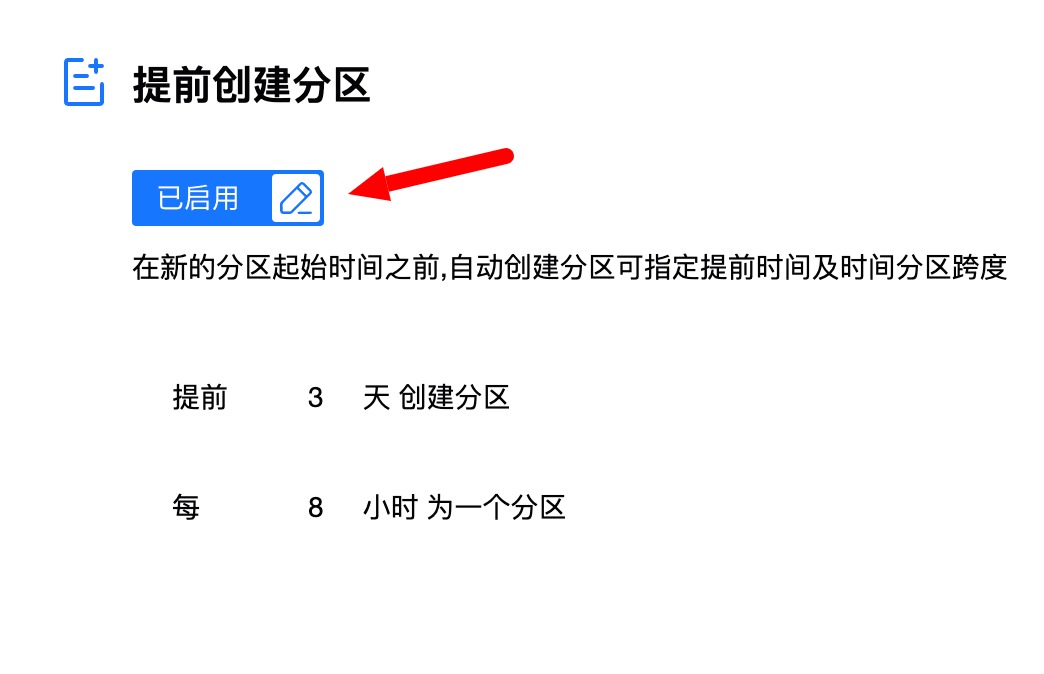 提前创建分区
已启用
在新的分区起始时间之前,自动创建分区可指定提前时间及时间分区跨度
提前 3 天 创建分区
每 8 小时 为一个分区